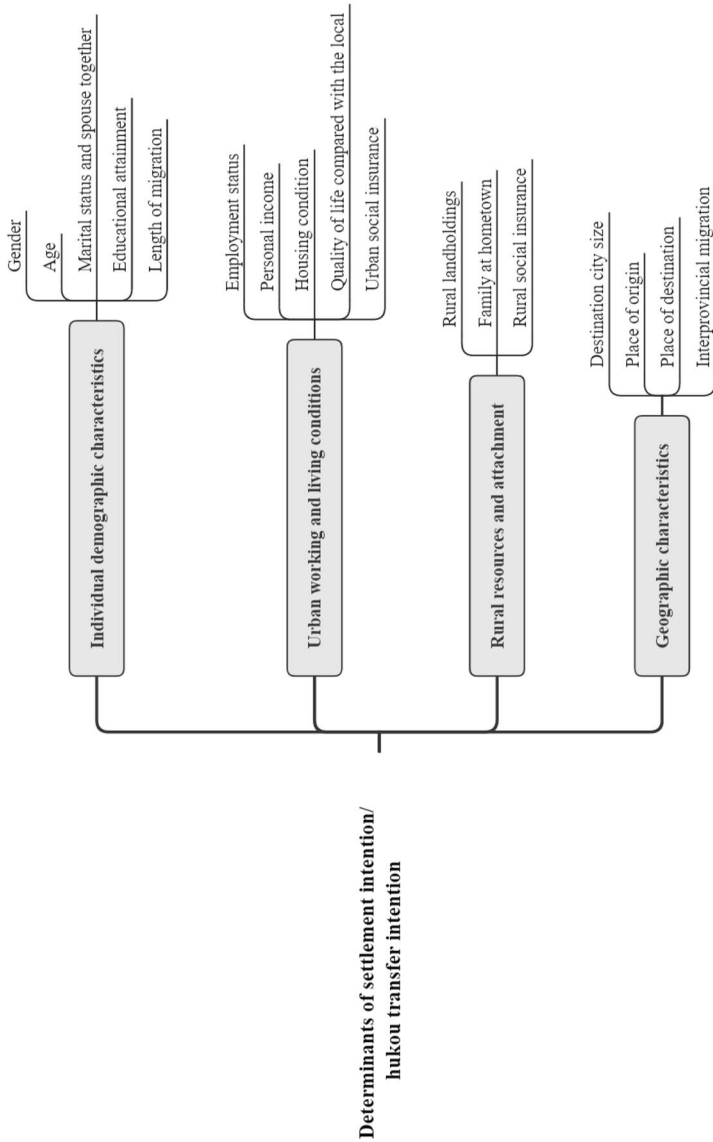 Determinants of settlement intention/
hukou transfer intention
Individual demographic characteristics
Gender
Age
Marital status and spouse together
Educational attainment
Length of migration
Urban working and living conditions
Employment status
Personal income
Housing condition
Quality of life compared with the local
Urban social insurance
Rural resources and attachment
Rural landholdings
Family at hometown
Rural social insurance
Geographic characteristics
Destination city size
Place of origin
Place of destination
Interprovincial migration